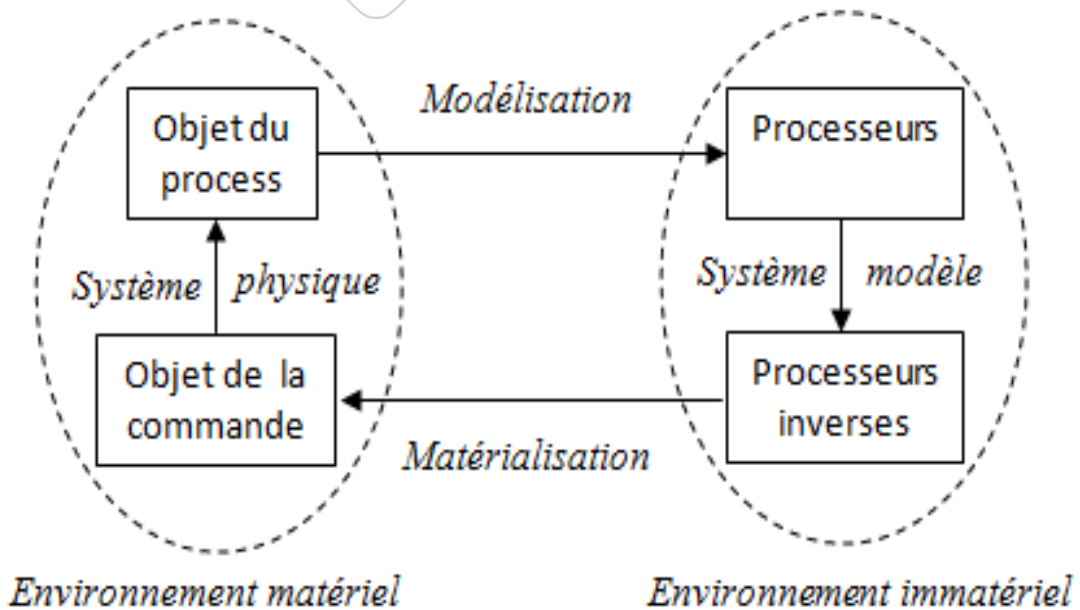 Modélisation
Objet du
process
Processeurs
Système physique
Système modèle
Objet de la
commande
Processeurs
inverses
Matérialisation
Environnement matériel
Environnement immatériel